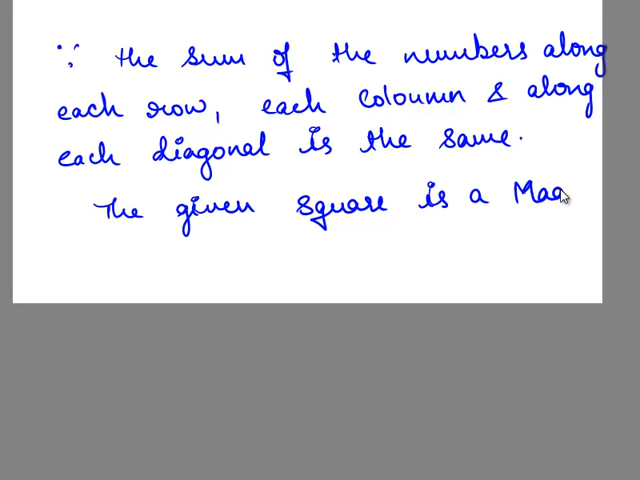 ∵ the sum of the numbers along
each row, each coloumn & along
each diagonal is the same.
The given square is a Mag